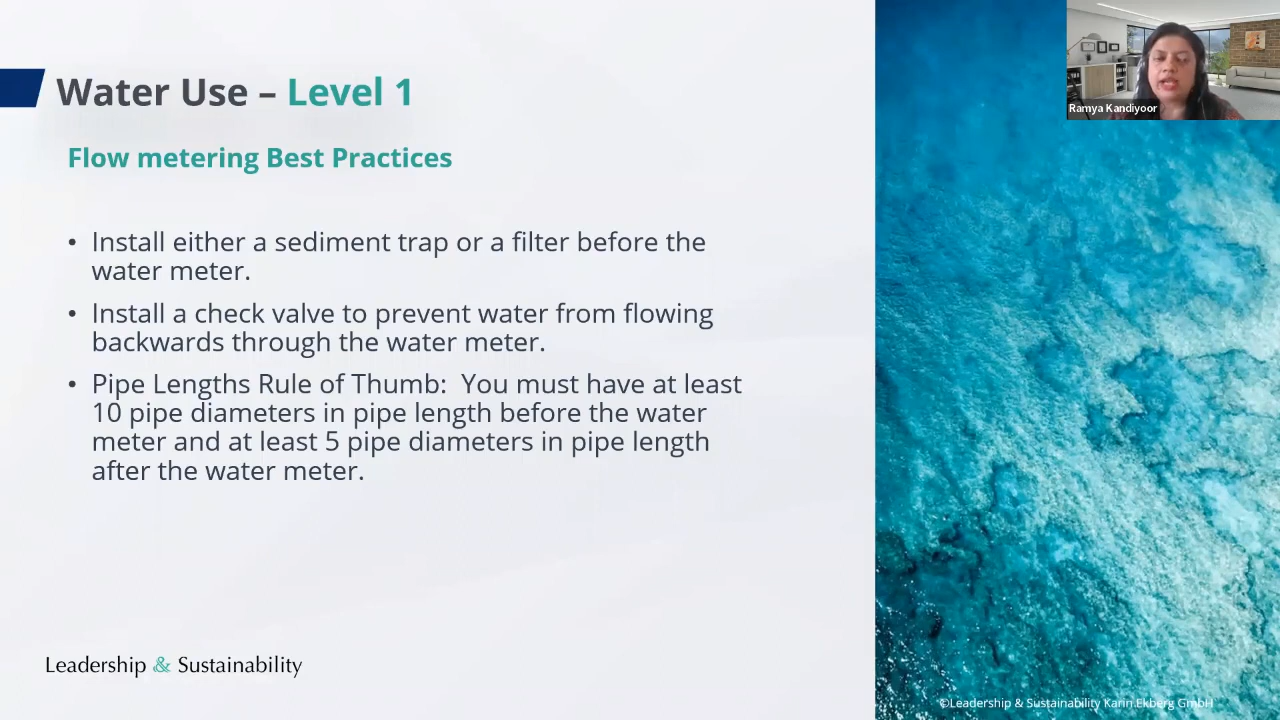 Water Use – Level 1
Flow metering Best Practices
• Install either a sediment trap or a filter before the
water meter.
• Install a check valve to prevent water from flowing
backwards through the water meter.
• Pipe Lengths Rule of Thumb:  You must have at least
10 pipe diameters in pipe length before the water
meter and at least 5 pipe diameters in pipe length
after the water meter.
Leadership & Sustainability
Ramya Kandiyoor
©Leadership & Sustainability Karin Ekberg GmbH